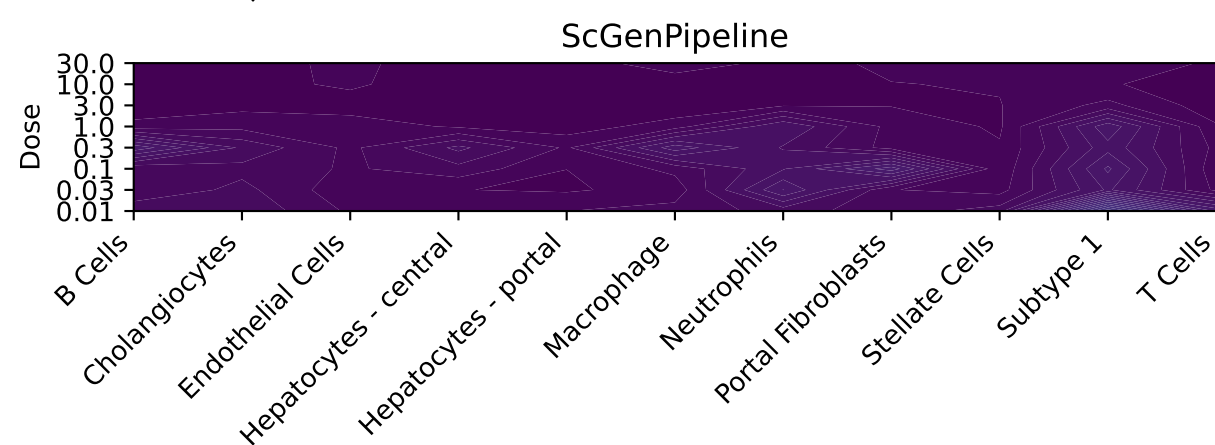 ScGenPipeline
Dose
30.0
10.0
3.0
1.0
0.3
0.1
0.03
0.01
B Cells
Cholangiocytes
Endothelial Cells
Hepatocytes - central
Hepatocytes - portal
Macrophage
Neutrophils
Portal Fibroblasts
Stellate Cells
Subtype 1
T Cells